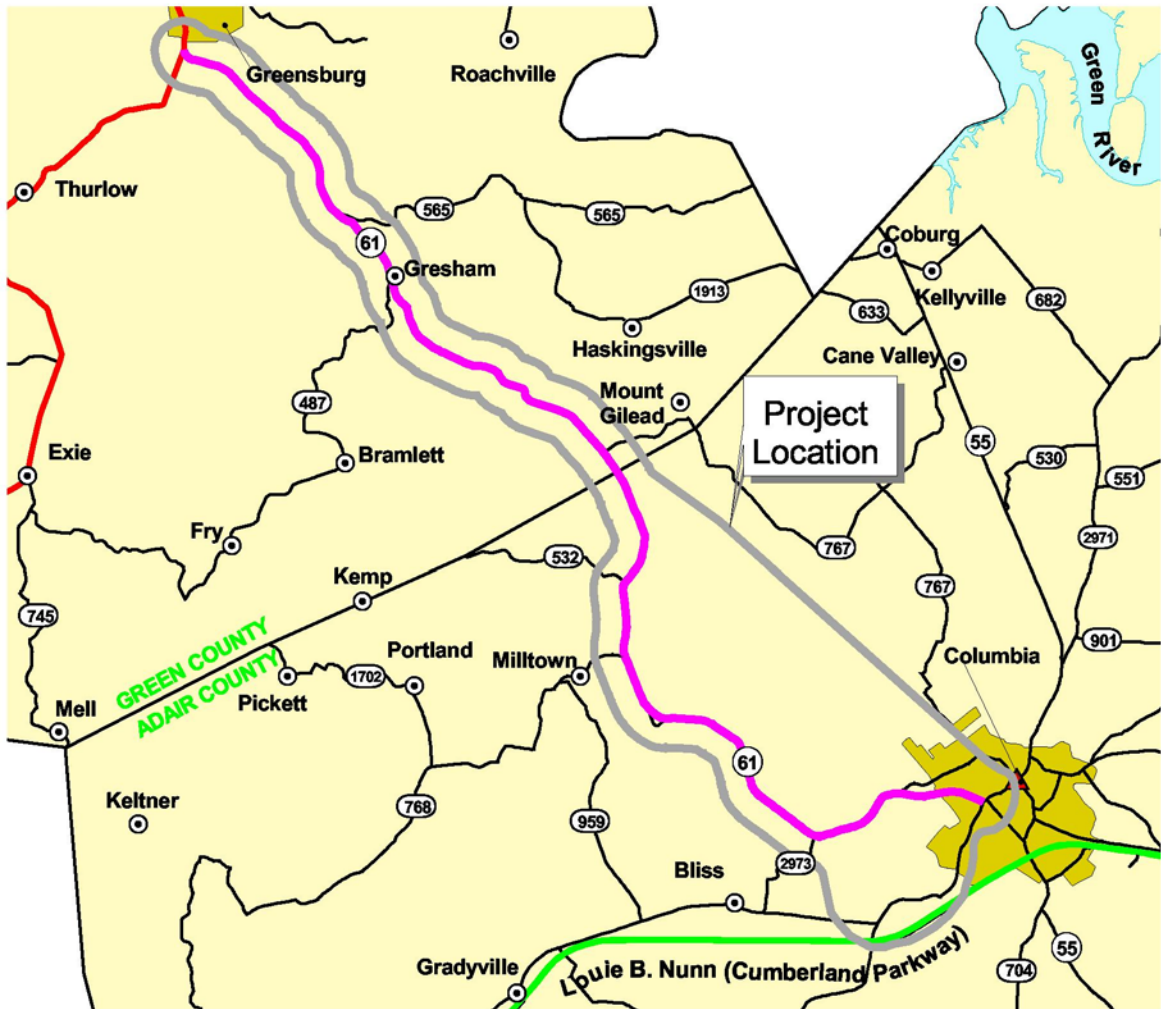 Greensburg
Roachville
Green
River
Thurlow
565
565
61
Gresham
Coburg
Kellyville
1913
682
633
Haskingsville
Cane Valley
Mount
Gilead
Project
Location
487
55
Exie
Bramlett
530
551
Fry
767
2971
532
Kemp
767
745
GREEN COUNTY
ADAIR COUNTY
901
Columbia
Portland
Milltown
1702
Pickett
Mell
61
Keltner
768
959
2973
Bliss
Gradyville
Louie B. Nunn (Cumberland Parkway)
55
704